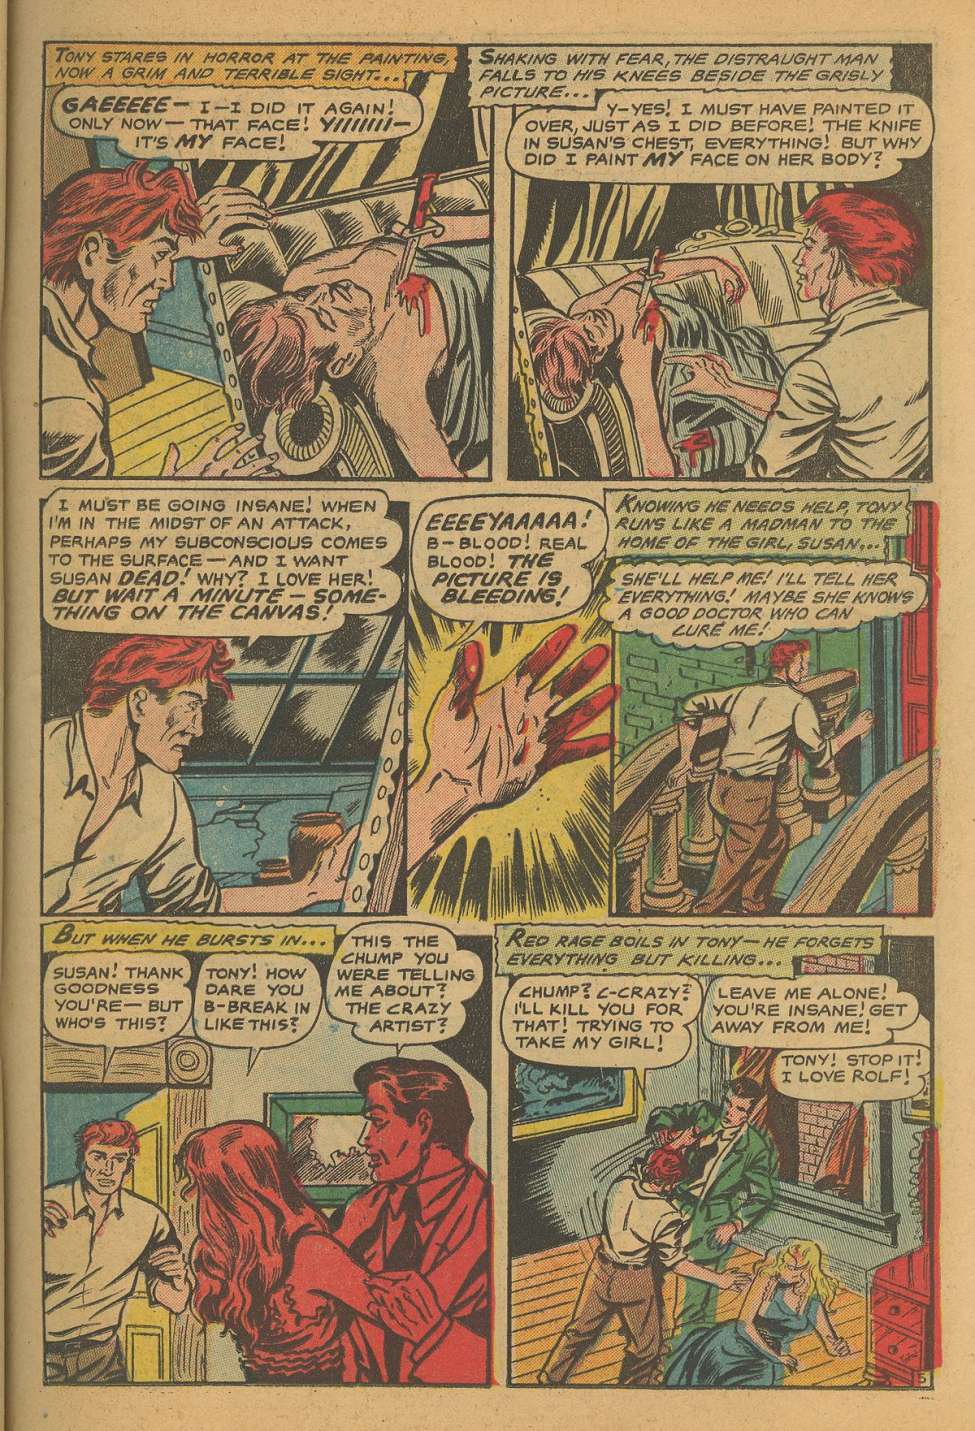 TONY STARES IN HORROR AT THE PAINTING,
NOW A GRIM AND TERRIBLE SIGHT...
GAEEEEE— I—I DID IT AGAIN!
ONLY NOW— THAT FACE! YIIIIIII—
IT'S MY FACE!
SHAKING WITH FEAR, THE DISTRAUGHT MAN
FALLS TO HIS KNEES BESIDE THE GRISLY
PICTURE...
Y-YES! I MUST HAVE PAINTED IT
OVER, JUST AS I DID BEFORE! THE KNIFE
IN SUSAN'S CHEST, EVERYTHING! BUT WHY
DID I PAINT MY FACE ON HER BODY?
I MUST BE GOING INSANE! WHEN
I'M IN THE MIDST OF AN ATTACK,
PERHAPS MY SUBCONSCIOUS COMES
TO THE SURFACE—AND I WANT
SUSAN DEAD! WHY? I LOVE HER!
BUT WAIT A MINUTE— SOME-
THING ON THE CANVAS!
EEEEYAAAAA!
B-BLOOD! REAL
BLOOD! THE
PICTURE IS
BLEEDING!
KNOWING HE NEEDS HELP, TONY
RUNS LIKE A MADMAN TO THE
HOME OF THE GIRL, SUSAN...
SHE'LL HELP ME! I'LL TELL HER
EVERYTHING! MAYBE SHE KNOWS
A GOOD DOCTOR WHO CAN
CURE ME!
BUT WHEN HE BURSTS IN...
SUSAN! THANK
GOODNESS
YOU'RE— BUT
WHO'S THIS?
TONY! HOW
DARE YOU
B-BREAK IN
LIKE THIS?
THIS THE
CHUMP YOU
WERE TELLING
ME ABOUT?
THE CRAZY
ARTIST?
RED RAGE BOILS IN TONY—HE FORGETS
EVERYTHING BUT KILLING...
CHUMP? C-CRAZY?
I'LL KILL YOU FOR
THAT! TRYING TO
TAKE MY GIRL!
LEAVE ME ALONE!
YOU'RE INSANE! GET
AWAY FROM ME!
TONY! STOP IT!
I LOVE ROLF!
5